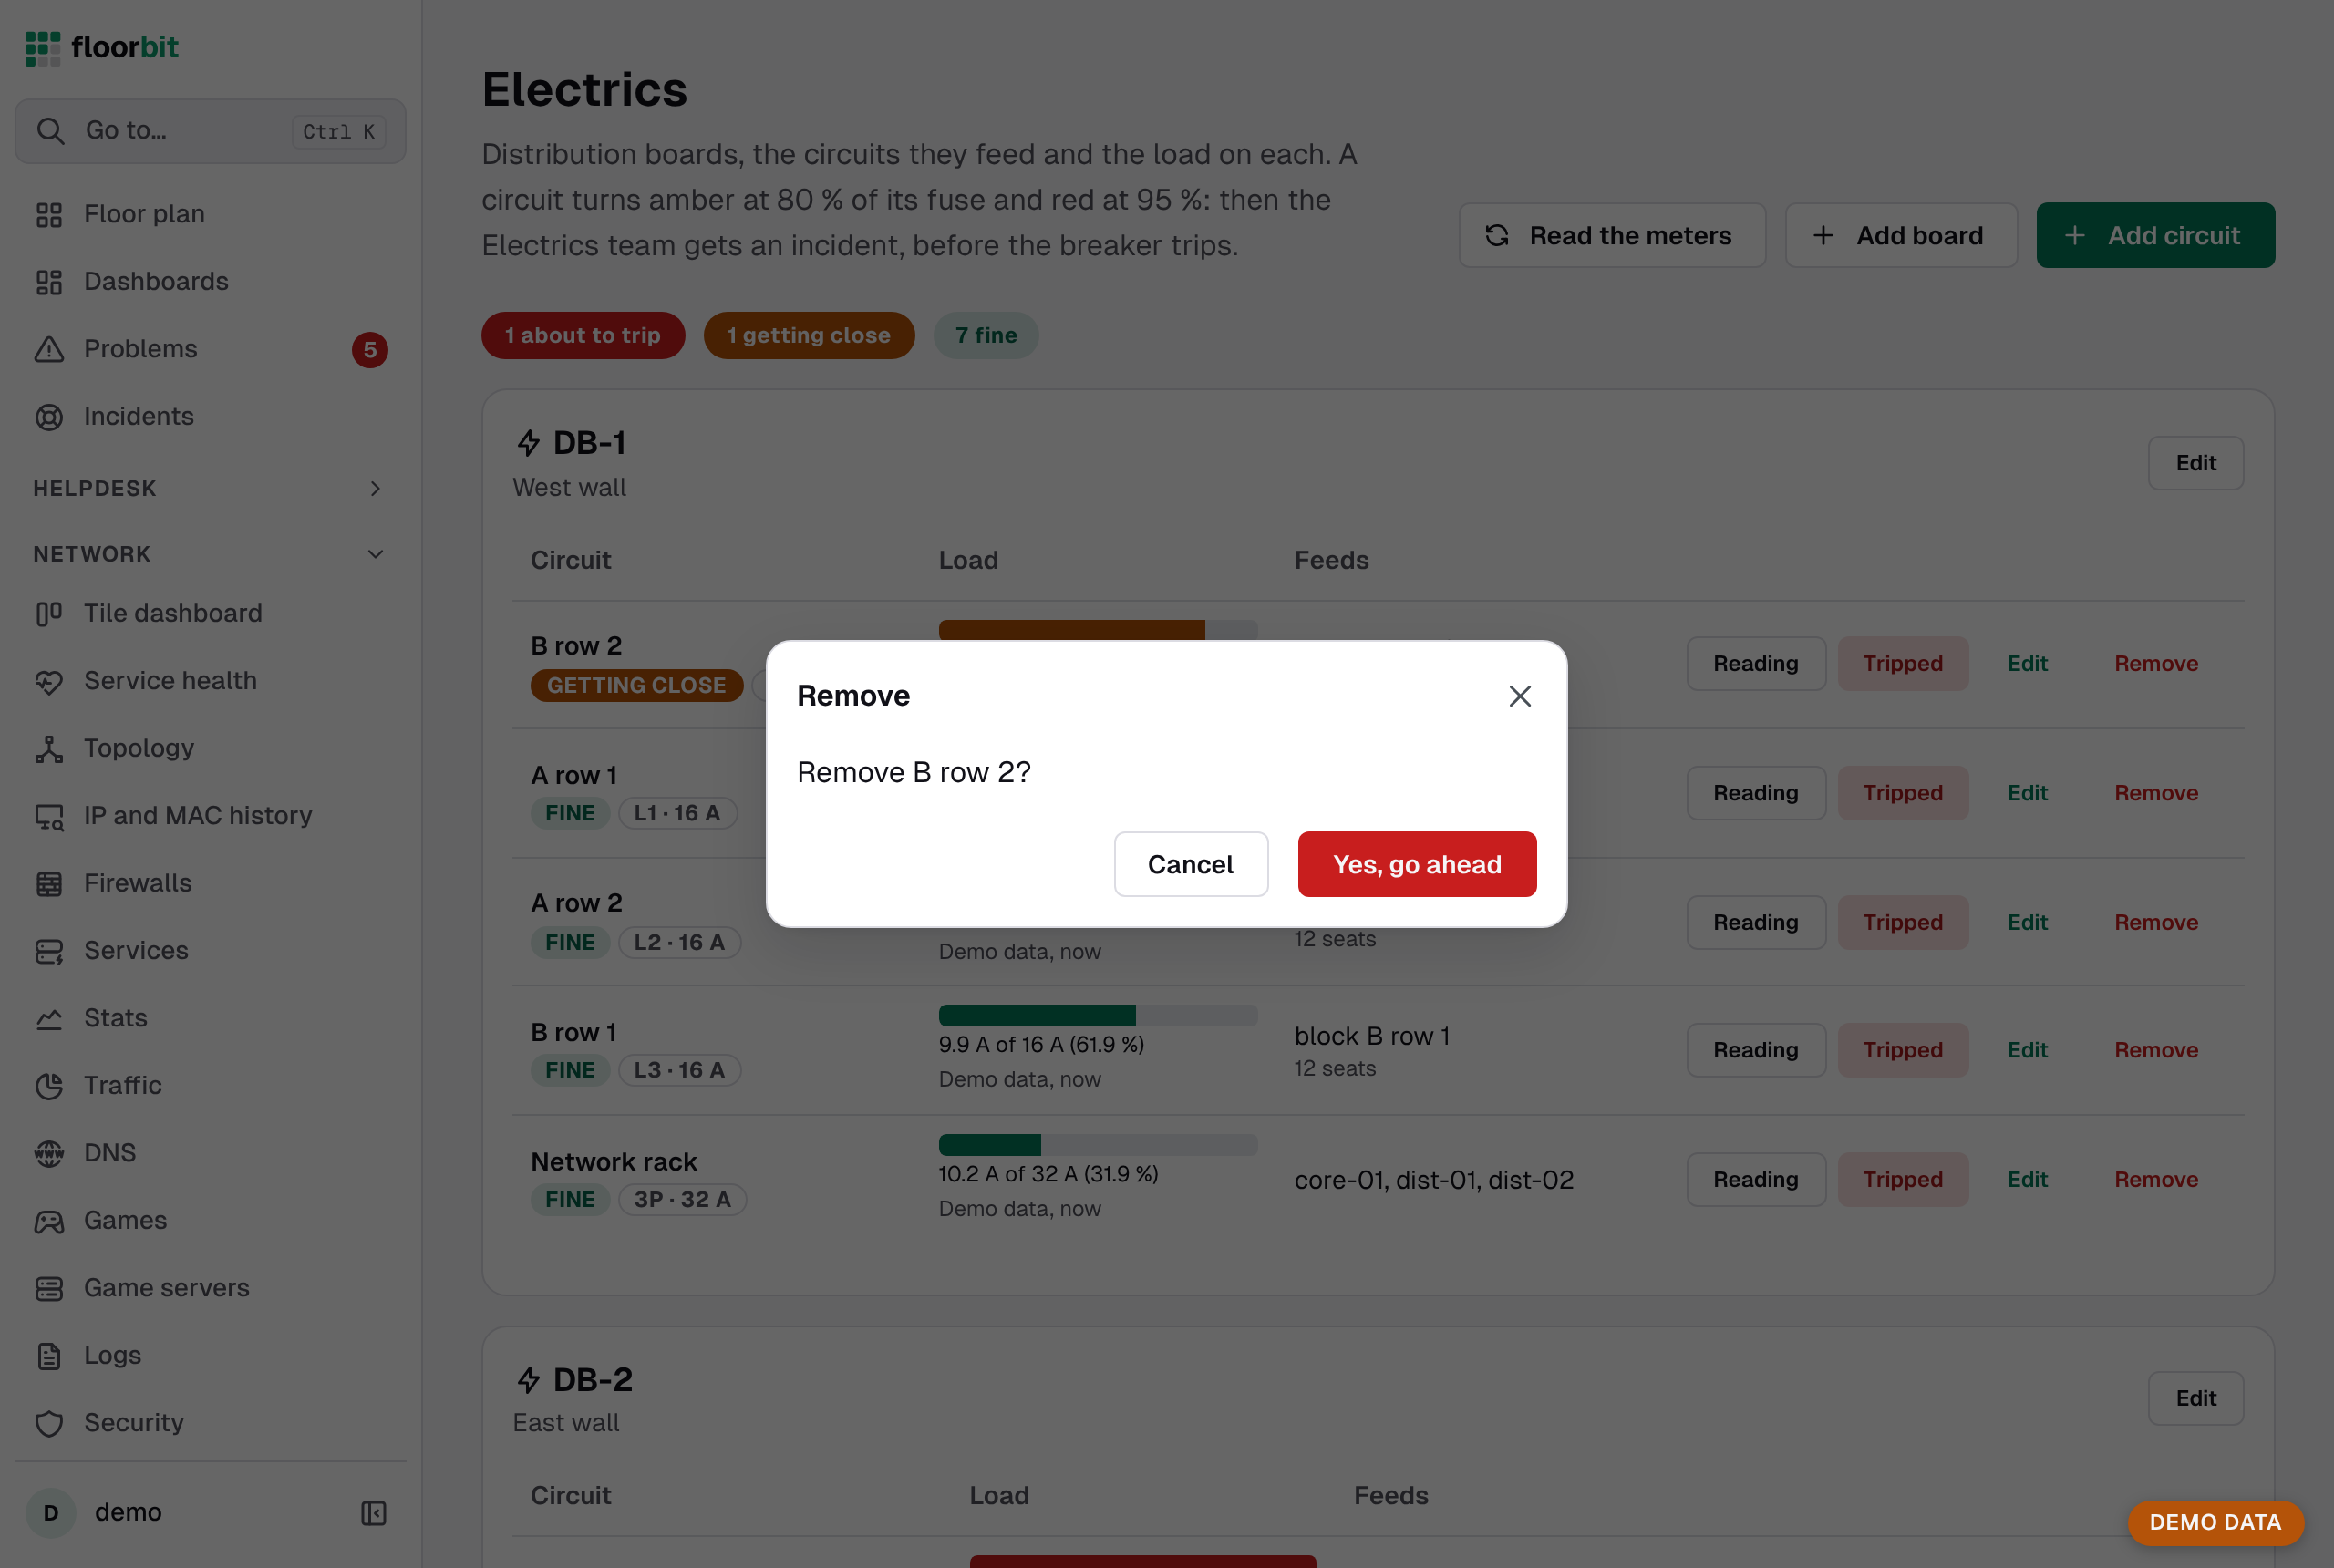 floorbit
Go to...
Ctrl K
Floor plan
Dashboards
Problems
5
Incidents
HELPDESK
NETWORK
Tile dashboard
Service health
Topology
IP and MAC history
Firewalls
Services
Stats
Traffic
DNS
Games
Game servers
Logs
Security
D
demo
Electrics
Distribution boards, the circuits they feed and the load on each. A
circuit turns amber at 80 % of its fuse and red at 95 %: then the
Electrics team gets an incident, before the breaker trips.
Read the meters
Add board
Add circuit
1 about to trip
1 getting close
7 fine
DB-1
West wall
Edit
Circuit Load Feeds
B row 2
GETTING CLOSE
Reading Tripped Edit Remove
A row 1
FINE L1 · 16 A
Reading Tripped Edit Remove
A row 2
FINE L2 · 16 A
Demo data, now
12 seats
Reading Tripped Edit Remove
B row 1
FINE L3 · 16 A
9.9 A of 16 A (61.9 %)
Demo data, now
block B row 1
12 seats
Reading Tripped Edit Remove
Network rack
FINE 3P · 32 A
10.2 A of 32 A (31.9 %)
Demo data, now
core-01, dist-01, dist-02
Reading Tripped Edit Remove
Remove
Remove B row 2?
Cancel
Yes, go ahead
DB-2
East wall
Edit
Circuit Load Feeds
DEMO DATA